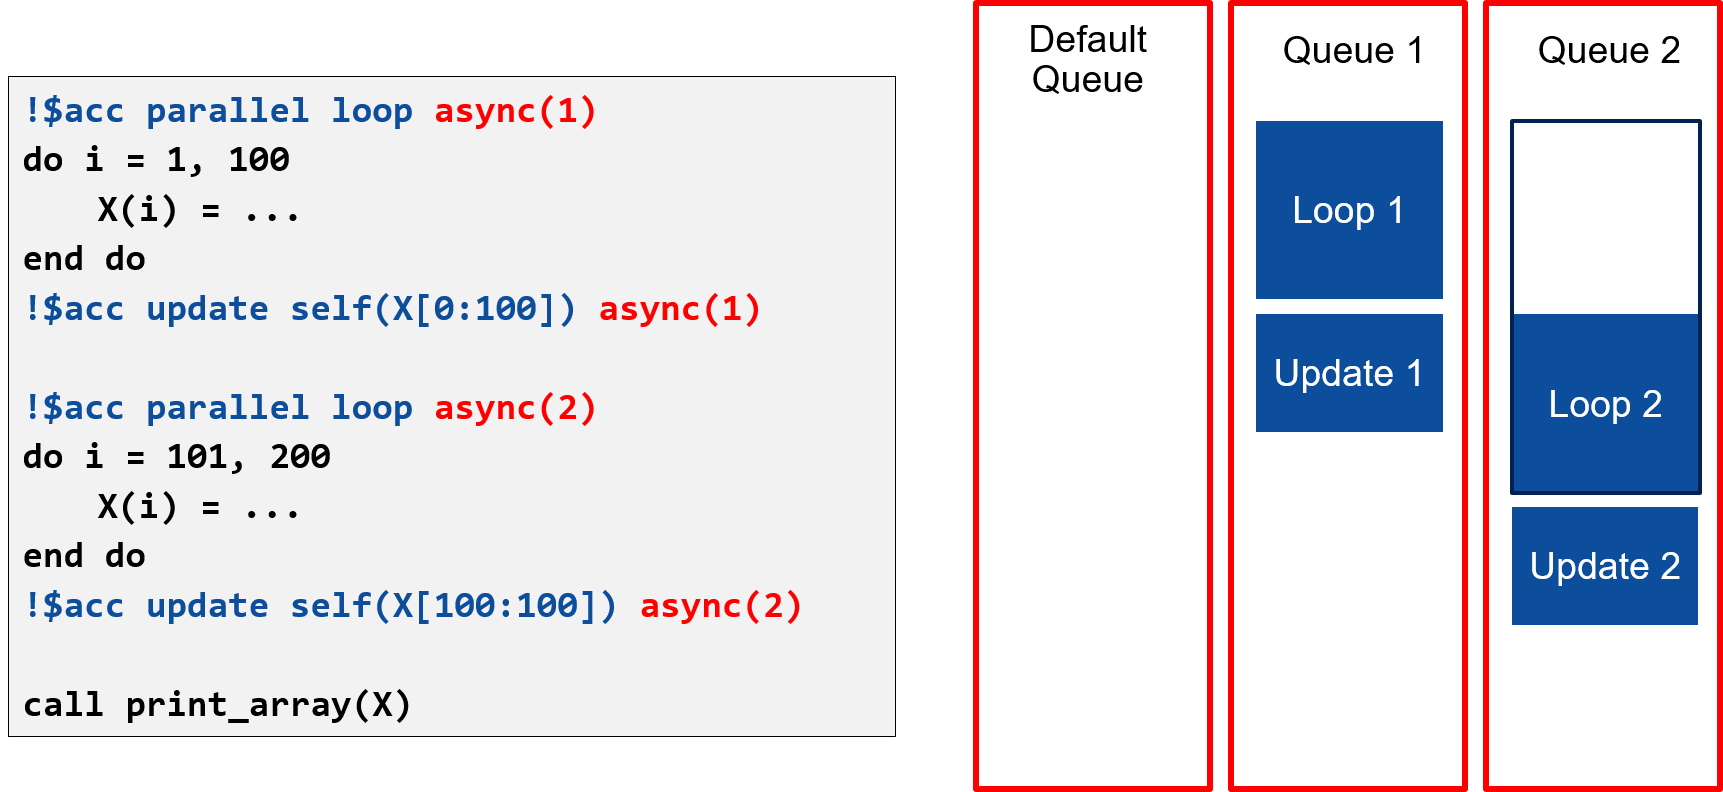 !$acc parallel loop async(1)
do i = 1, 100
X(i) = ...
end do
!$acc update self(X[0:100]) async(1)
!$acc parallel loop async(2)
do i = 101, 200
X(i) = ...
end do
!$acc update self(X[100:100]) async(2)
call print_array(X)
Default
Queue
Queue 1
Loop 1
Update 1
Queue 2
Loop 2
Update 2